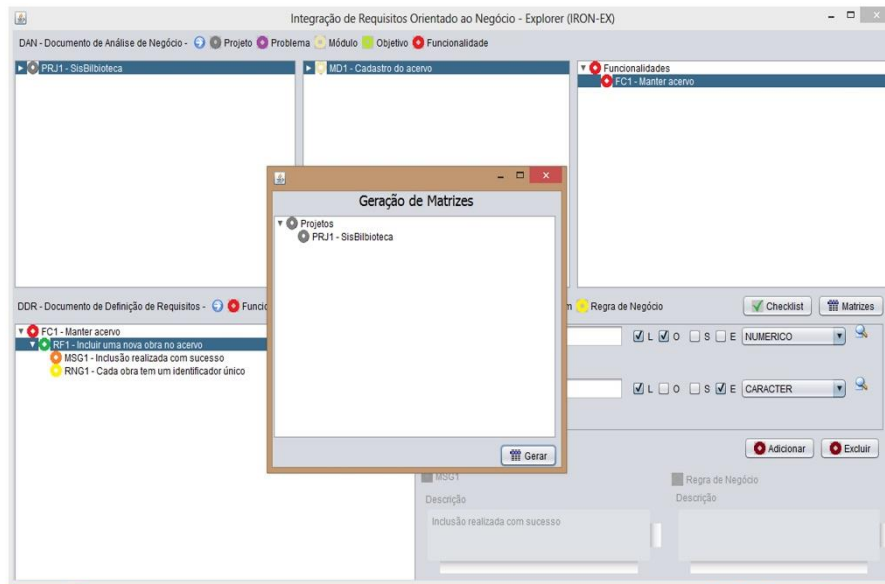 Integração de Requisitos Orientado ao Negócio - Explorer (IRON-EX)
DAN - Documento de Análise de Negócio - Projeto Problema Módulo Objetivo Funcionalidade
PRJ1 - SisBilbioteca
MD1 - Cadastro do acervo
Funcionalidades
FC1 - Manter acervo
Geração de Matrizes
Projetos
PRJ1 - SisBilbioteca
Gerar
DDR - Documento de Definição de Requisitos - Regra de Negócio Checklist Matrizes
FC1 - Manter acervo
RF1 - Incluir uma nova obra no acervo
MSG1 - Inclusão realizada com sucesso
RNG1 - Cada obra tem um identificador único
L O S E NUMERICO
L O S E CARACTER
Adicionar Excluir
MSG1 Regra de Negócio
Descrição Descrição
Inclusão realizada com sucesso